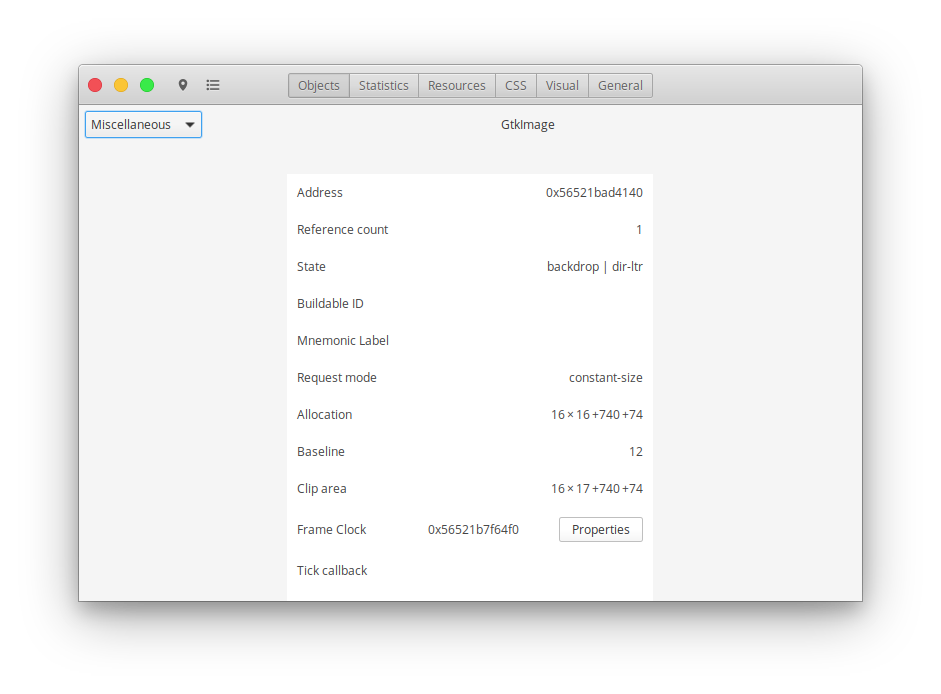 Objects Statistics Resources CSS Visual General
Miscellaneous GtkImage
Address 0x56521bad4140
Reference count 1
State backdrop | dir-ltr
Buildable ID
Mnemonic Label
Request mode constant-size
Allocation 16 × 16 +740 +74
Baseline 12
Clip area 16 × 17 +740 +74
Frame Clock 0x56521b7f64f0 Properties
Tick callback